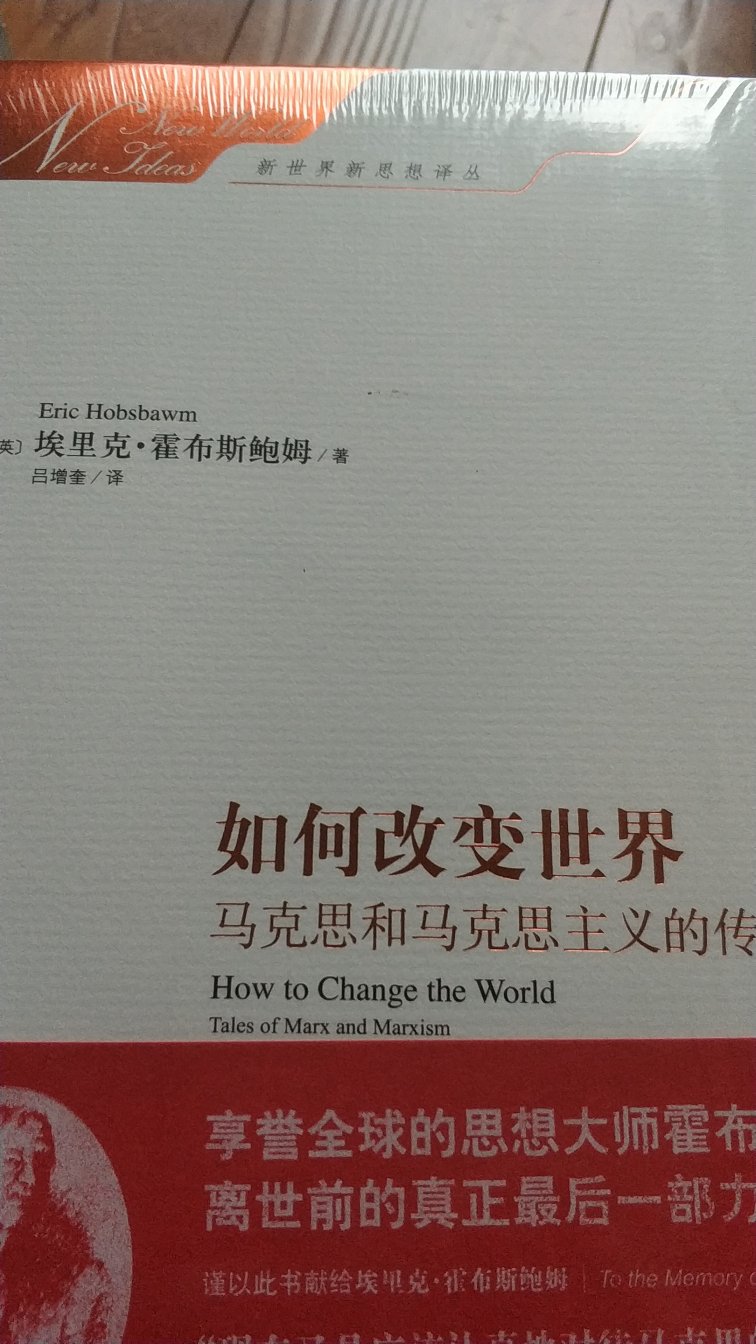 New World
New Ideas
新世界新思想译丛
Eric Hobsbawm
英〕埃里克·霍布斯鲍姆/著
吕增奎/译
如何改变世界
马克思和马克思主义的传
How to Change the World
Tales of Marx and Marxism
享誉全球的思想大师霍布
离世前的真正最后一部力
谨以此书献给埃里克·霍布斯鲍姆 | To the Memory